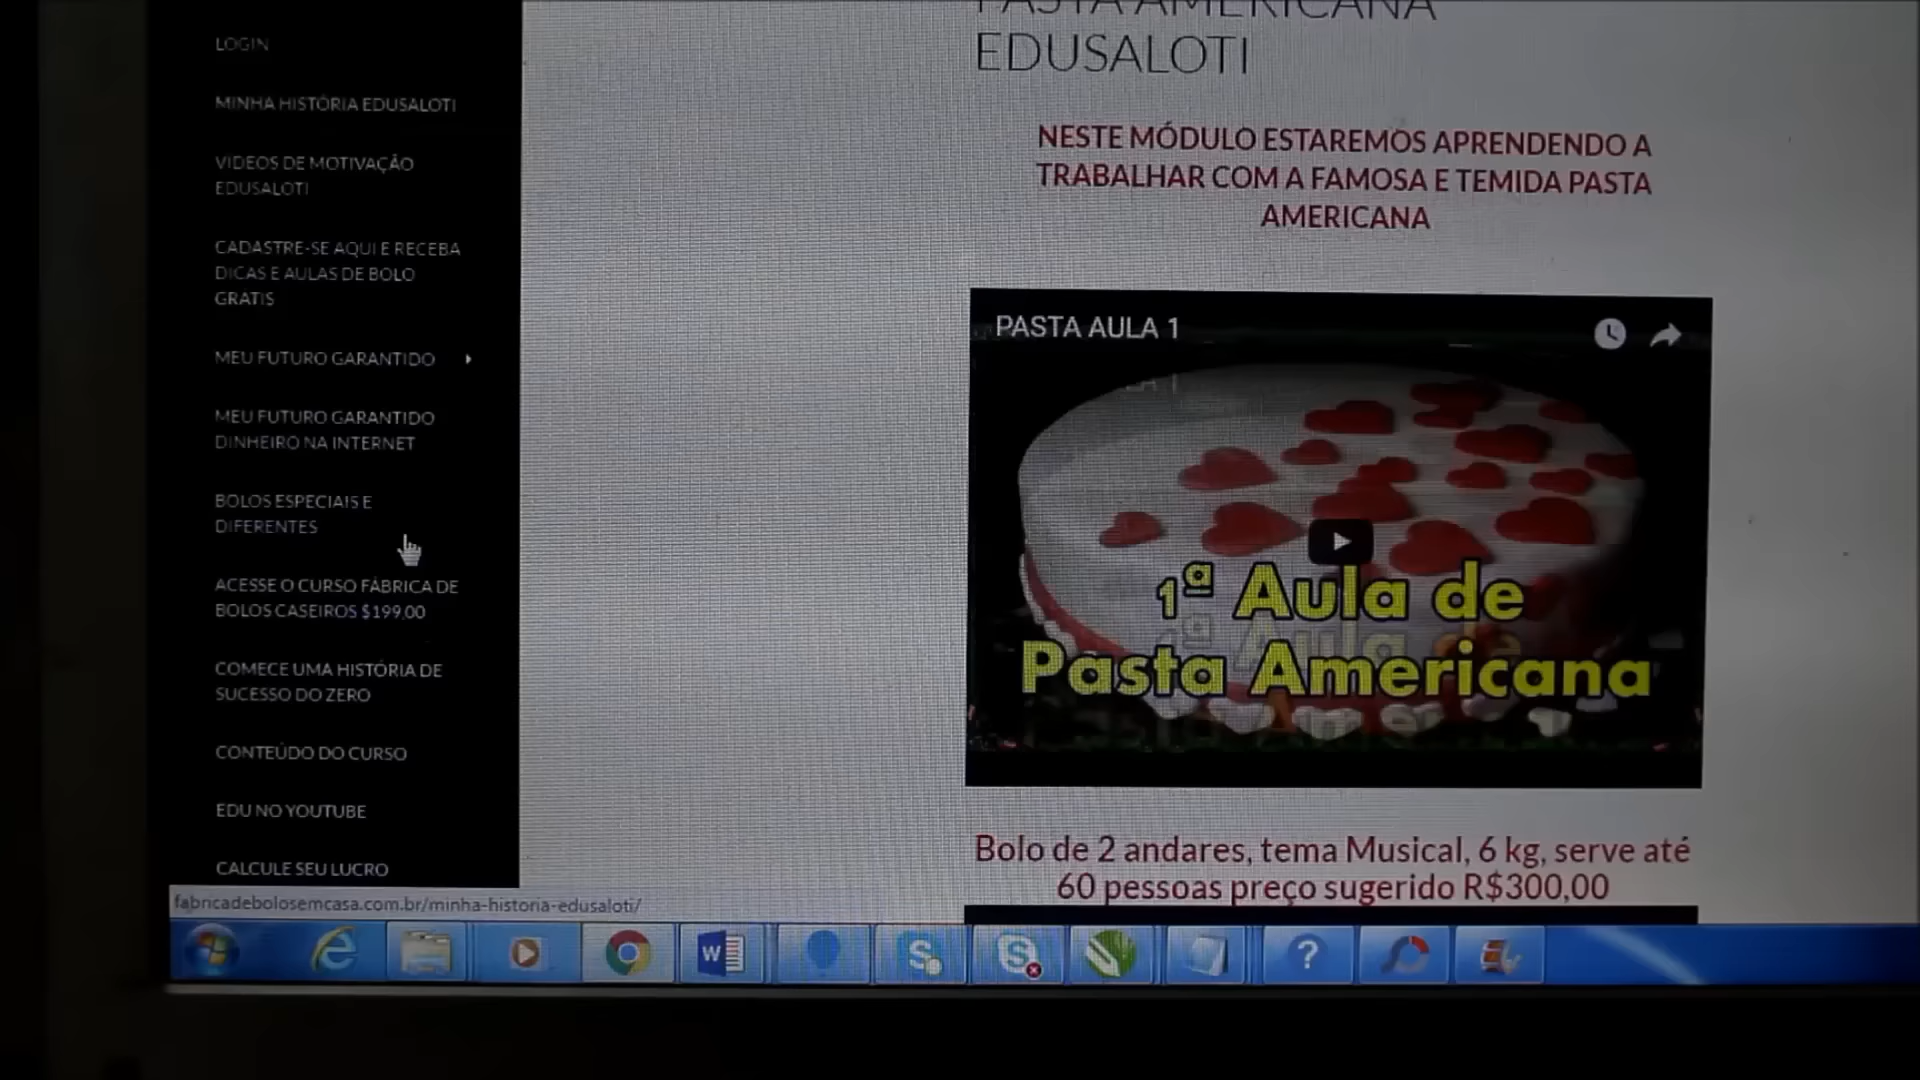 LOGIN
MINHA HISTÓRIA EDUSALOTI
VIDEOS DE MOTIVAÇÃO
EDUSALOTI
CADASTRE-SE AQUI E RECEBA
DICAS E AULAS DE BOLO
GRATIS
MEU FUTURO GARANTIDO
MEU FUTURO GARANTIDO
DINHEIRO NA INTERNET
BOLOS ESPECIAIS E
DIFERENTES
ACESSE O CURSO FÁBRICA DE
BOLOS CASEIROS $199,00
COMECE UMA HISTÓRIA DE
SUCESSO DO ZERO
CONTEÚDO DO CURSO
EDU NO YOUTUBE
CALCULE SEU LUCRO
fabricadebolosemcasa.com.br/minha-historia-edusaloti/
PASTA AMERICANA
EDUSALOTI
NESTE MÓDULO ESTAREMOS APRENDENDO A
TRABALHAR COM A FAMOSA E TEMIDA PASTA
AMERICANA
PASTA AULA 1
1ª Aula de
Pasta Americana
Bolo de 2 andares, tema Musical, 6 kg, serve até
60 pessoas preço sugerido R$300,00